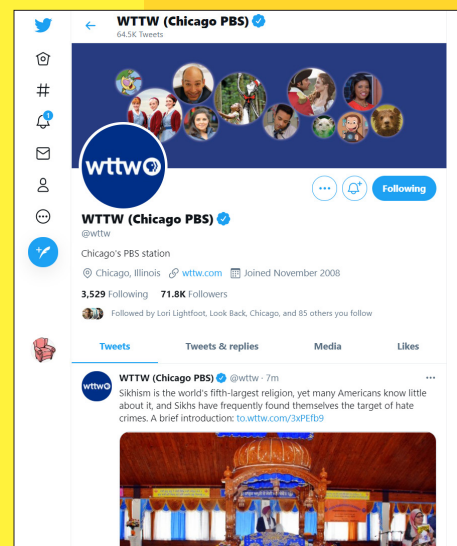 WTTW (Chicago PBS)
64.5K Tweets
1
wttw
Following
WTTW (Chicago PBS)
@wttw
Chicago's PBS station
Chicago, Illinois wttw.com Joined November 2008
3,529 Following 71.8K Followers
Followed by Lori Lightfoot, Look Back, Chicago, and 85 others you follow
Tweets Tweets & replies Media Likes
wttw
WTTW (Chicago PBS) @wttw · 7m
Sikhism is the world's fifth-largest religion, yet many Americans know little
about it, and Sikhs have frequently found themselves the target of hate
crimes. A brief introduction: to.wttw.com/3xPEfb9